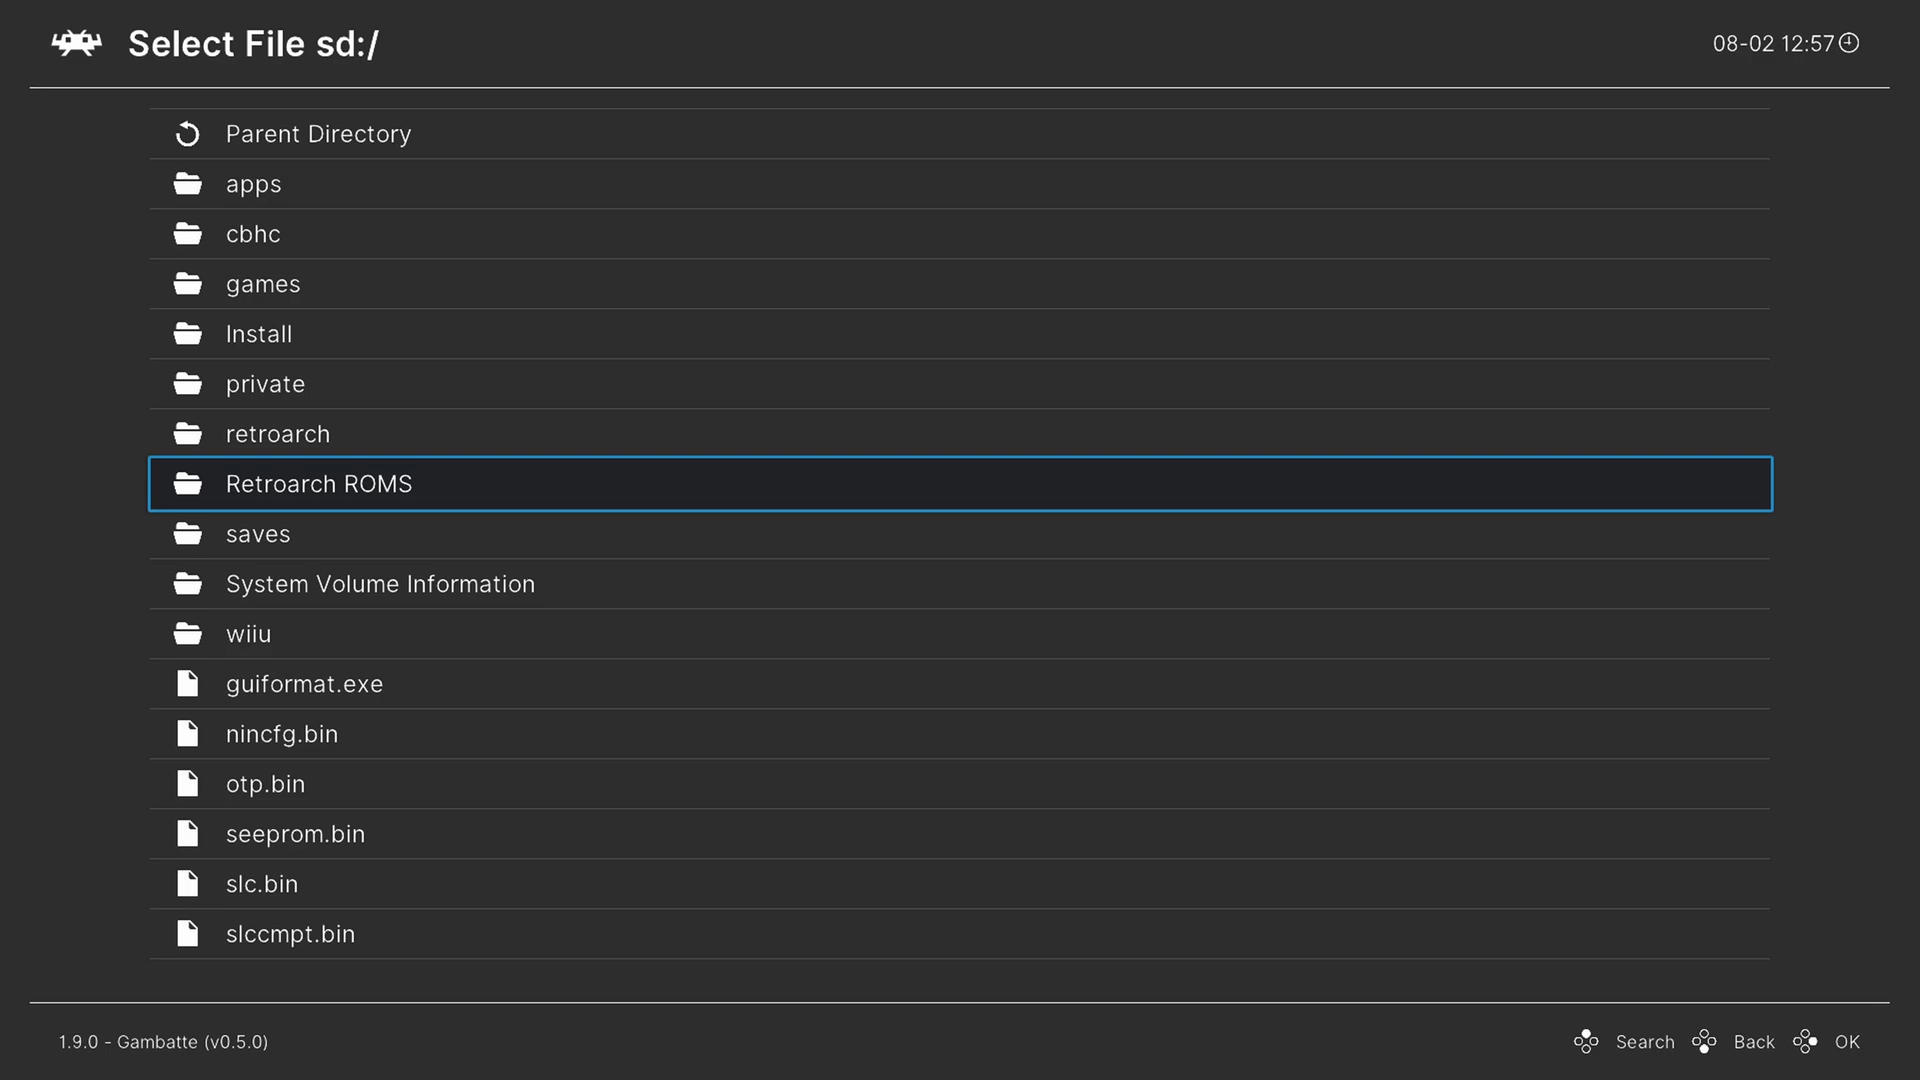 Select File sd:/
08-02 12:57
Parent Directory
apps
cbhc
games
Install
private
retroarch
Retroarch ROMS
saves
System Volume Information
wiiu
guiformat.exe
nincfg.bin
otp.bin
seeprom.bin
slc.bin
slccmpt.bin
1.9.0 - Gambatte (v0.5.0)
Search Back OK